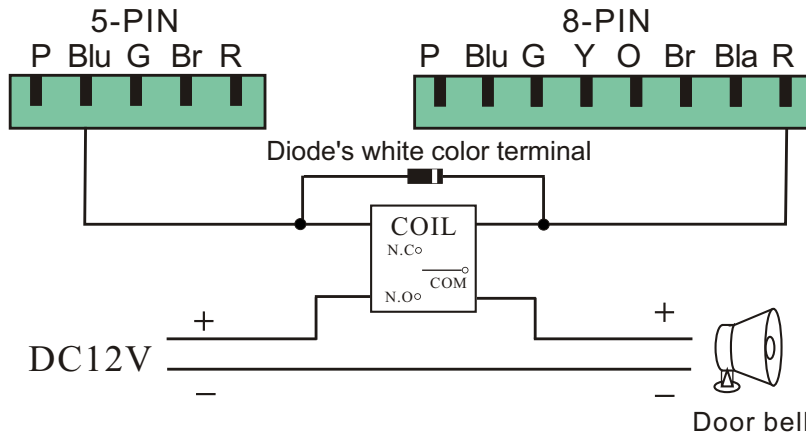 5-PIN 8-PIN
P Blu G Br R P Blu G Y O Br Bla R
Diode's white color terminal
COIL
N.C
COM
N.O
+ +
DC12V
− −
Door bell